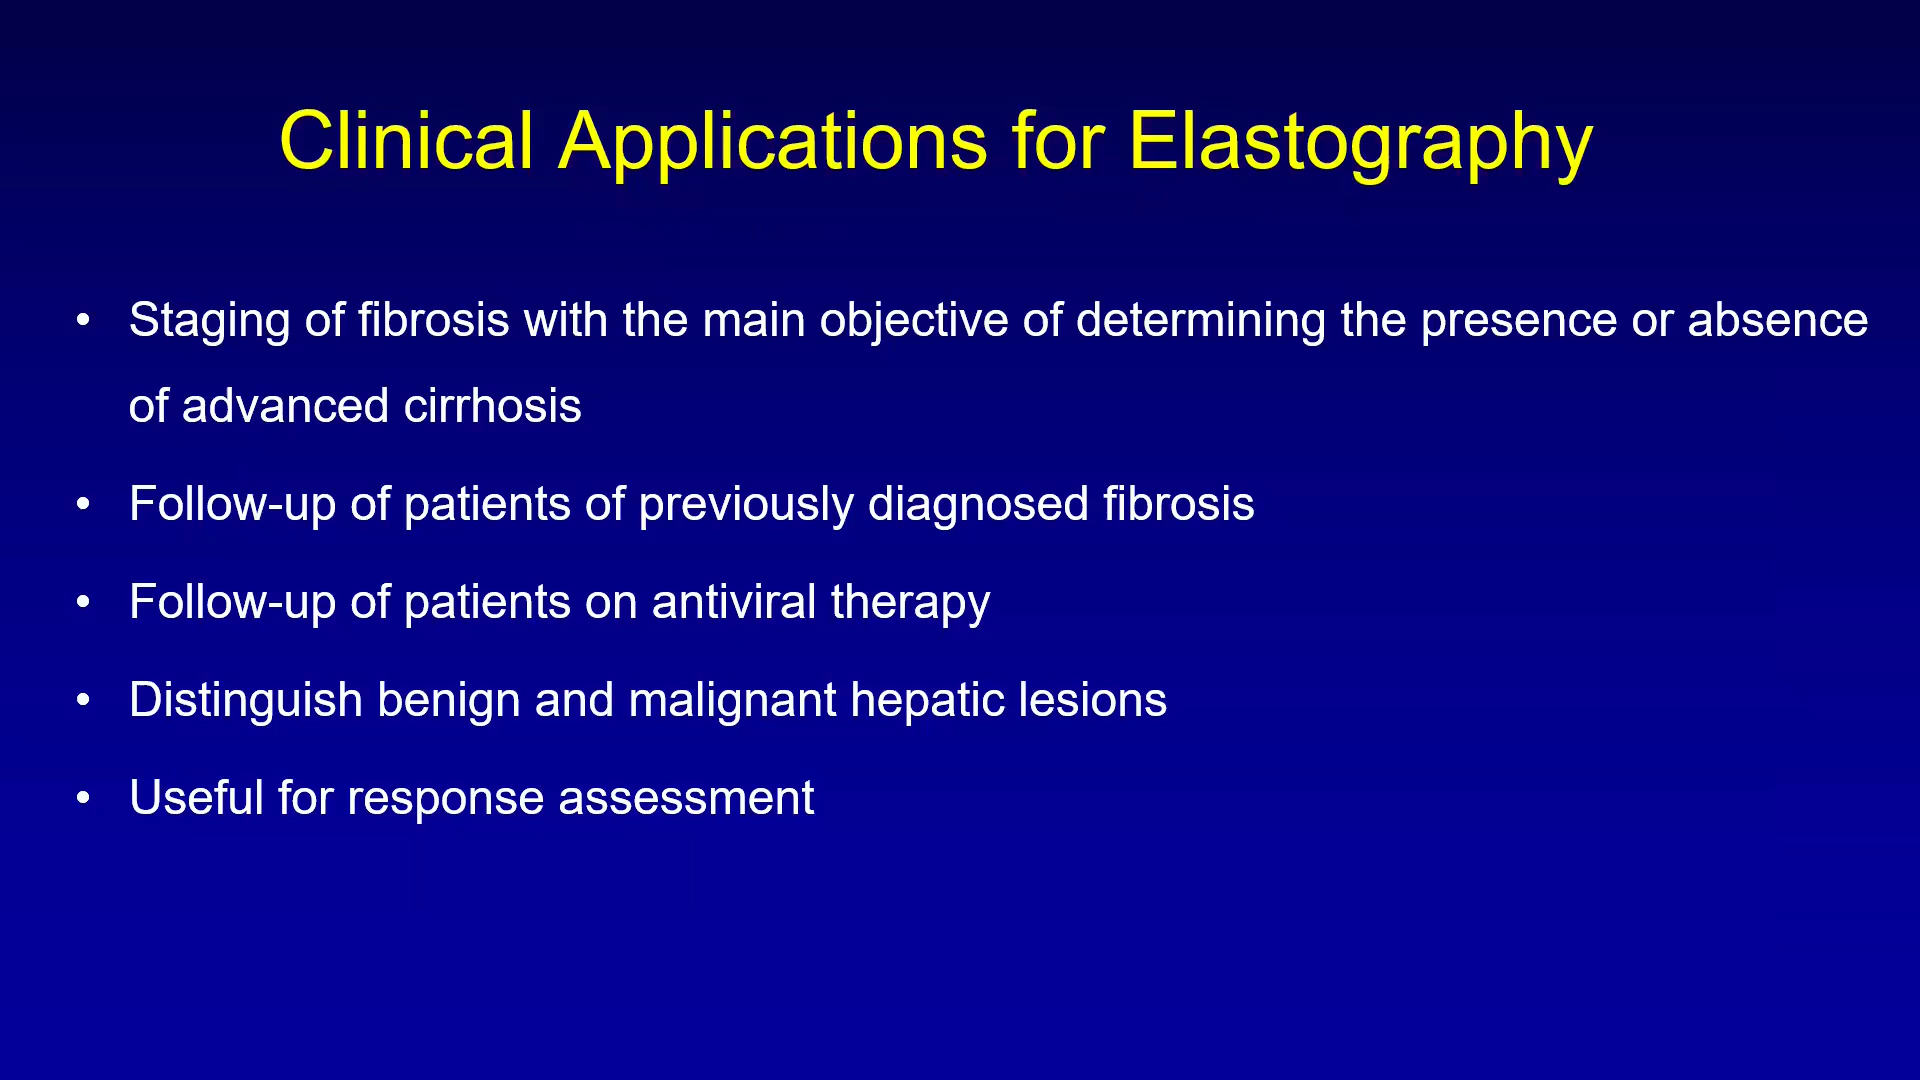 Clinical Applications for Elastography
• Staging of fibrosis with the main objective of determining the presence or absence
of advanced cirrhosis
• Follow-up of patients of previously diagnosed fibrosis
• Follow-up of patients on antiviral therapy
• Distinguish benign and malignant hepatic lesions
• Useful for response assessment